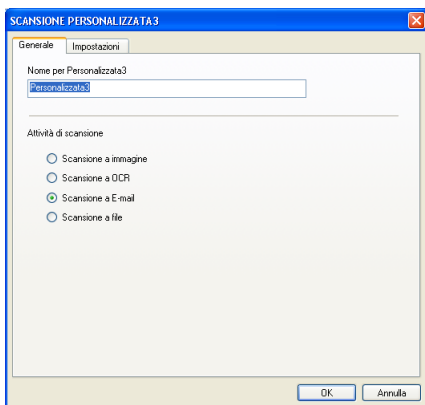 SCANSIONE PERSONALIZZATA3
Generale Impostazioni
Nome per Personalizzata3
Personalizzata3
Attività di scansione
Scansione a immagine
Scansione a OCR
Scansione a E-mail
Scansione a file
OK Annulla